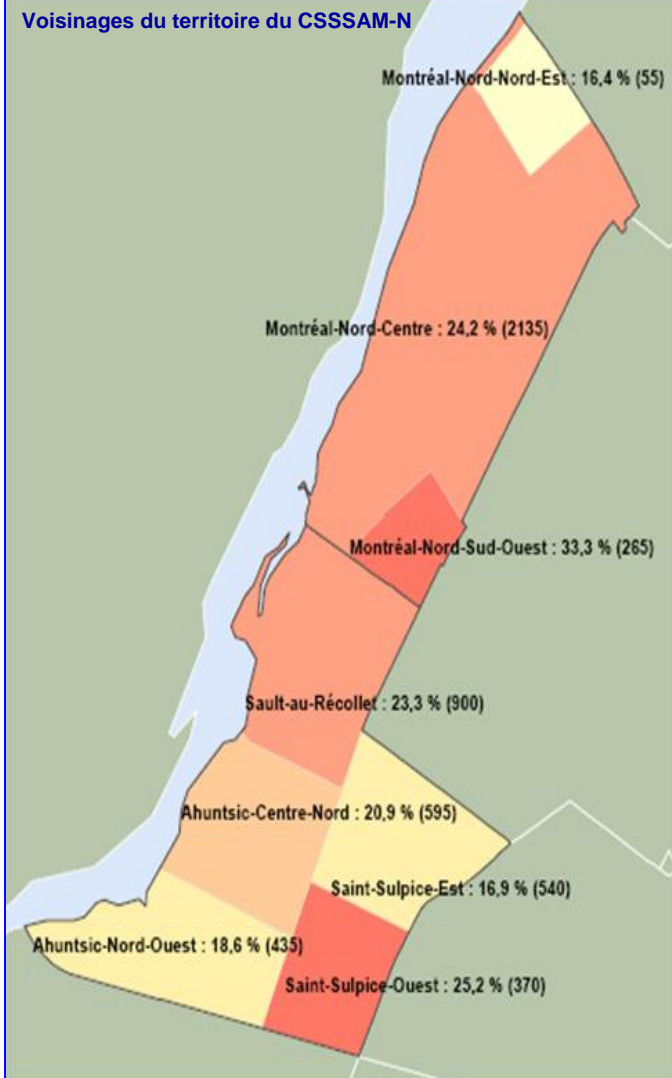 Voisinages du territoire du CSSSAM-N
Montréal-Nord-Nord-Est : 16,4 % (55)
Montréal-Nord-Centre : 24,2 % (2135)
Montréal-Nord-Sud-Ouest : 33,3 % (265)
Sault-au-Récollet : 23,3 % (900)
Ahuntsic-Centre-Nord : 20,9 % (595)
Saint-Sulpice-Est : 16,9 % (540)
Ahuntsic-Nord-Ouest : 18,6 % (435)
Saint-Sulpice-Ouest : 25,2 % (370)